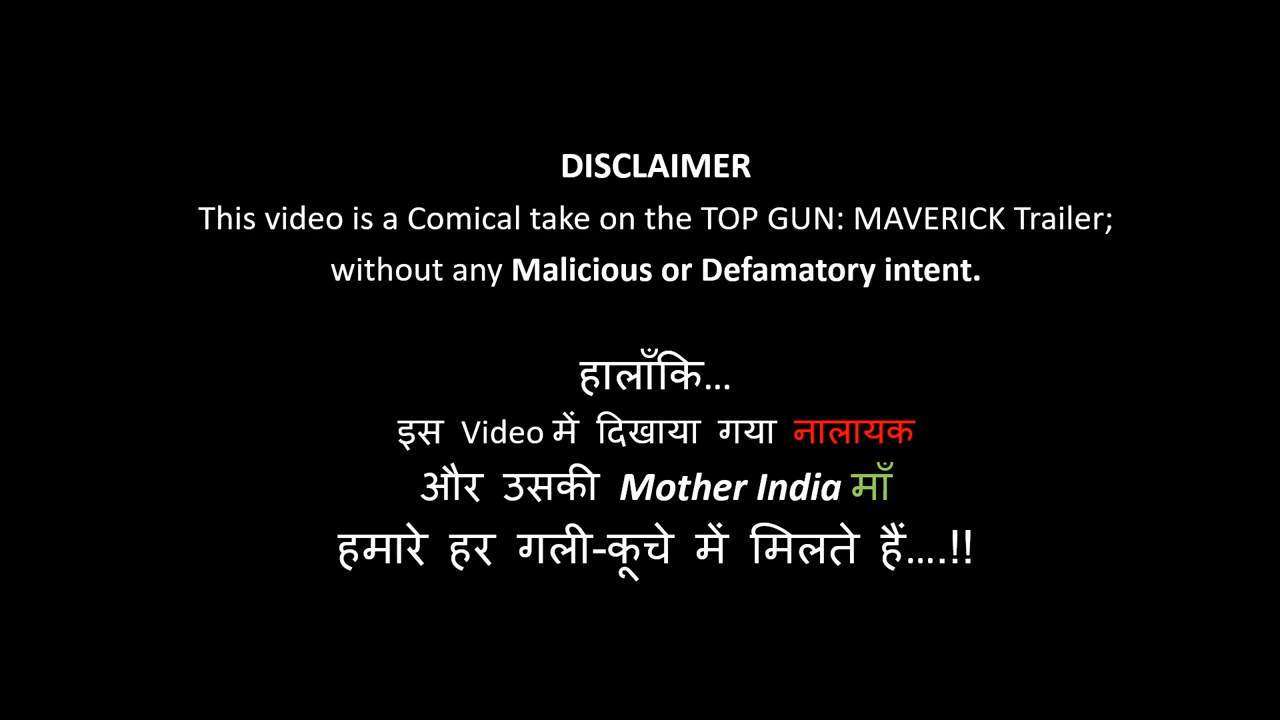 DISCLAIMER
This video is a Comical take on the TOP GUN: MAVERICK Trailer;
without any Malicious or Defamatory intent.
हालाँकि...
इस Video में दिखाया गया नालायक
और उसकी Mother India माँ
हमारे हर गली-कूचे में मिलते हैं....!!